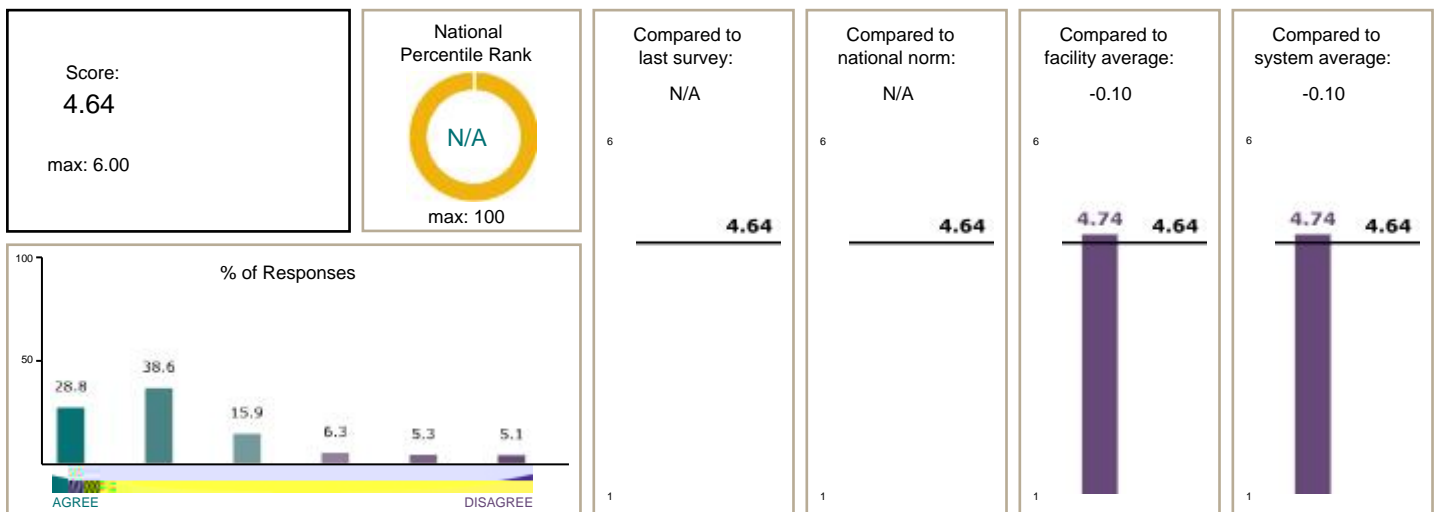 Score:
4.64
max: 6.00
National
Percentile Rank
N/A
max: 100
Compared to
last survey:
N/A
6
4.64
1
Compared to
national norm:
N/A
6
4.64
1
Compared to
facility average:
-0.10
6
4.74 4.64
1
Compared to
system average:
-0.10
6
4.74 4.64
1
% of Responses
100
50
28.8 38.6 15.9 6.3 5.3 5.1
AGREE DISAGREE